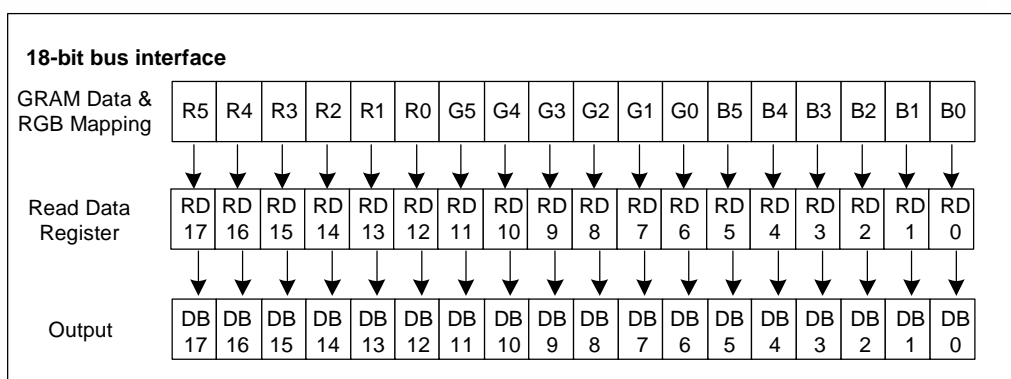 18-bit bus interface
GRAM Data &
RGB Mapping
R5 R4 R3 R2 R1 R0 G5 G4 G3 G2 G1 G0 B5 B4 B3 B2 B1 B0
Read Data
Register
RD RD RD RD RD RD RD RD RD RD RD RD RD RD RD RD RD RD
17 16 15 14 13 12 11 10 9 8 7 6 5 4 3 2 1 0
Output
DB DB DB DB DB DB DB DB DB DB DB DB DB DB DB DB DB DB
17 16 15 14 13 12 11 10 9 8 7 6 5 4 3 2 1 0